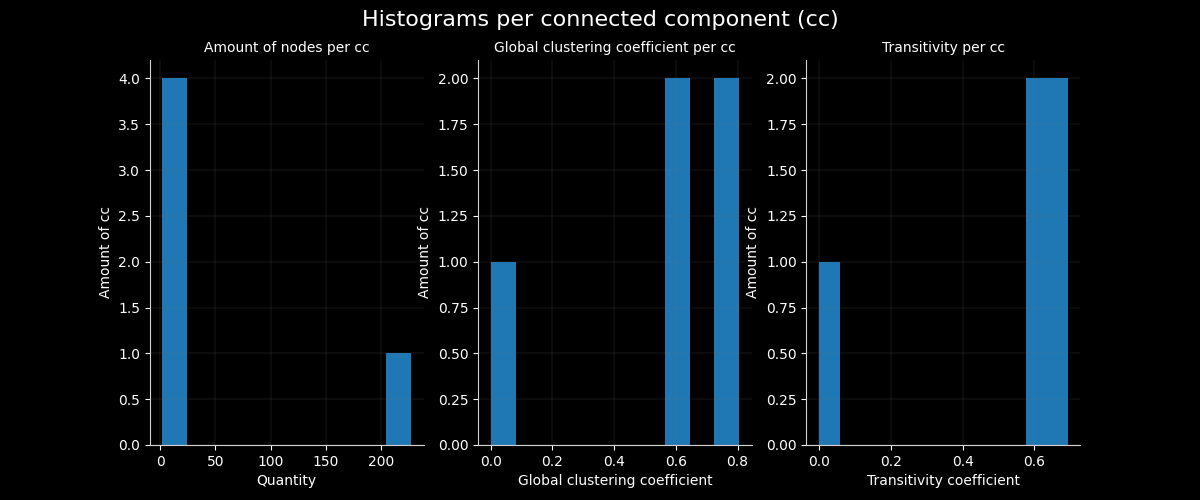 Histograms per connected component (cc)
Amount of nodes per cc
Amount of cc
4.0
3.5
3.0
2.5
2.0
1.5
1.0
0.5
0.0
0 50 100 150 200
Quantity
Global clustering coefficient per cc
Amount of cc
2.00
1.75
1.50
1.25
1.00
0.75
0.50
0.25
0.00
0.0 0.2 0.4 0.6 0.8
Global clustering coefficient
Transitivity per cc
Amount of cc
2.00
1.75
1.50
1.25
1.00
0.75
0.50
0.25
0.00
0.0 0.2 0.4 0.6
Transitivity coefficient